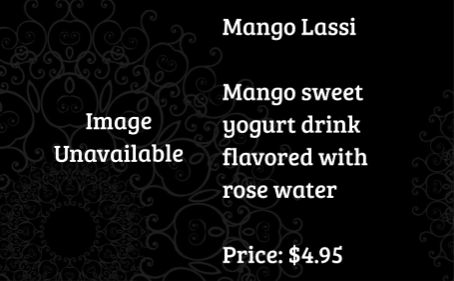 Image
Unavailable
Mango Lassi
Mango sweet
yogurt drink
flavored with
rose water
Price: $4.95